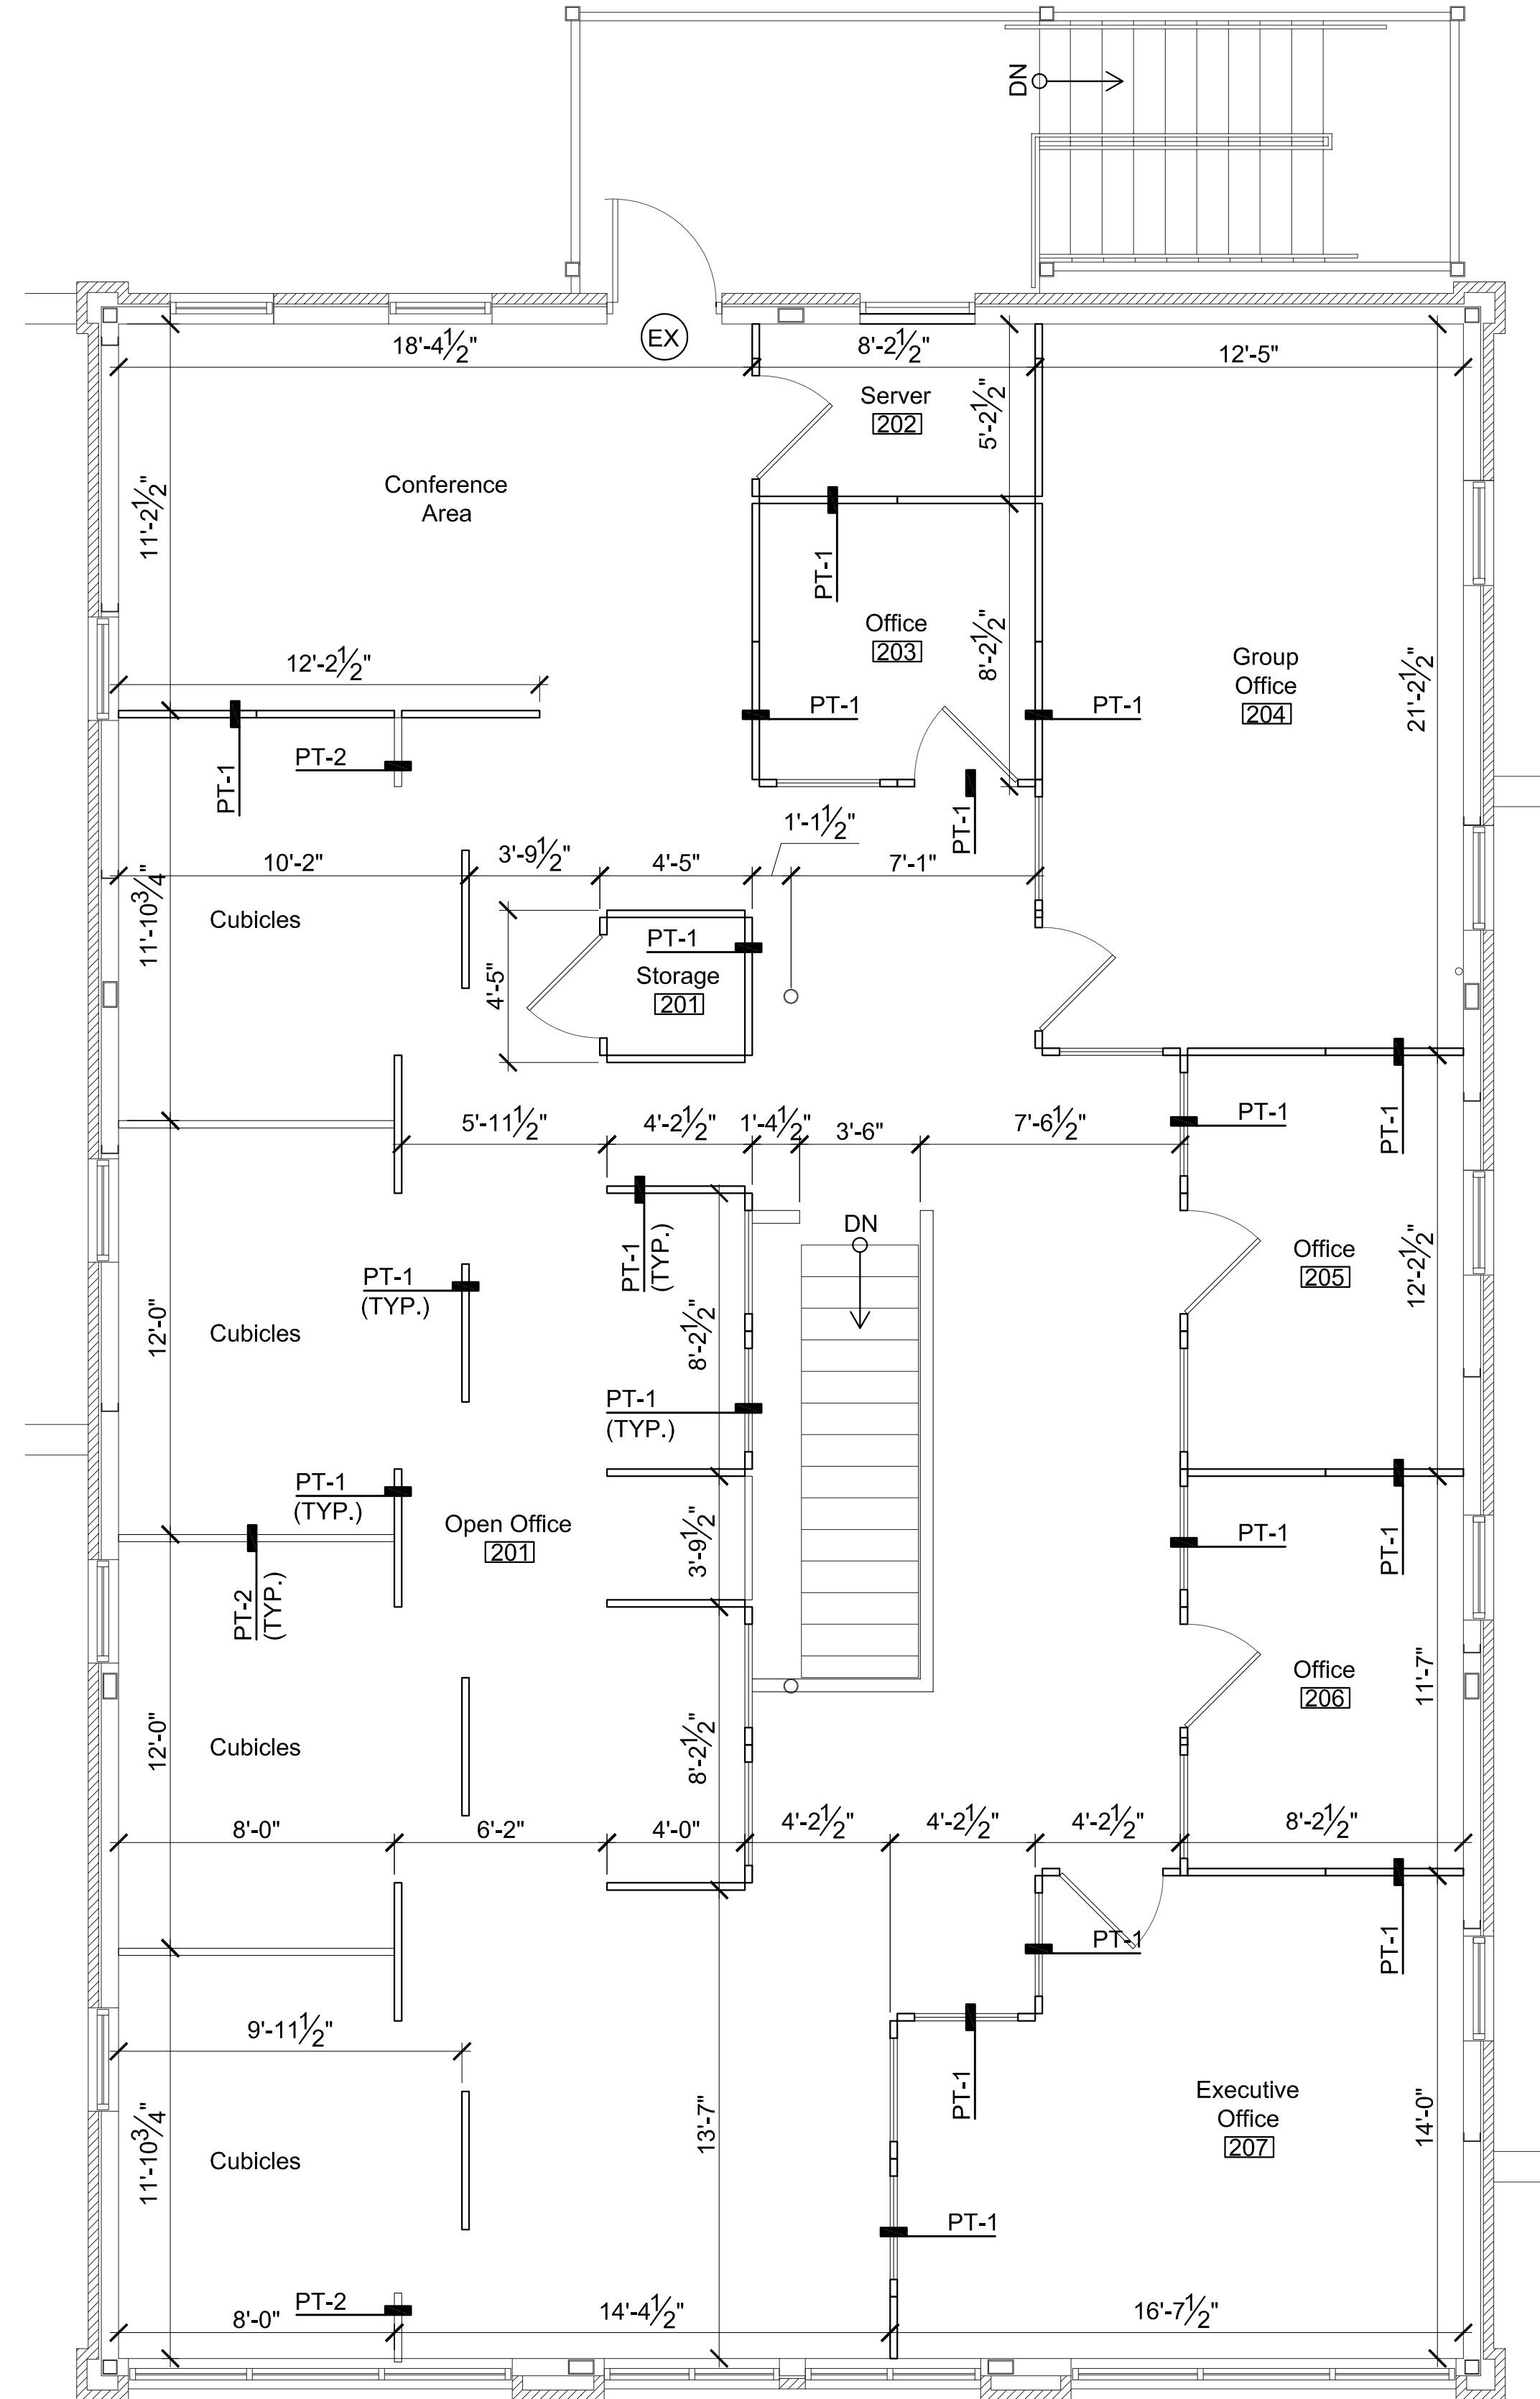 DN
18'-4½"
EX
8'-2½"
12'-5"
Server
202
5'-2½"
Conference
Area
11'-2½"
PT-1
Office
203
8'-2½"
Group
Office
204
21'-2½"
12'-2½"
PT-1
PT-1
PT-2
PT-1
PT-1
1'-1½"
10'-2"
3'-9½"
4'-5"
7'-1"
11'-10¾"
Cubicles
PT-1
Storage
201
4'-5"
5'-11½"
4'-2½"
1'-4½"
3'-6"
7'-6½"
PT-1
PT-1
DN
PT-1
(TYP.)
PT-1
(TYP.)
Office
205
12'-2½"
12'-0"
Cubicles
8'-2½"
PT-1
(TYP.)
PT-1
(TYP.)
Open Office
201
3'-9½"
PT-1
PT-1
PT-2
(TYP.)
Office
206
11'-7"
12'-0"
Cubicles
8'-2½"
8'-0"
6'-2"
4'-0"
4'-2½"
4'-2½"
4'-2½"
8'-2½"
PT-1
PT-1
9'-11½"
PT-1
Executive
Office
207
14'-0"
13'-7"
11'-10¾"
Cubicles
PT-1
PT-2
8'-0"
14'-4½"
16'-7½"